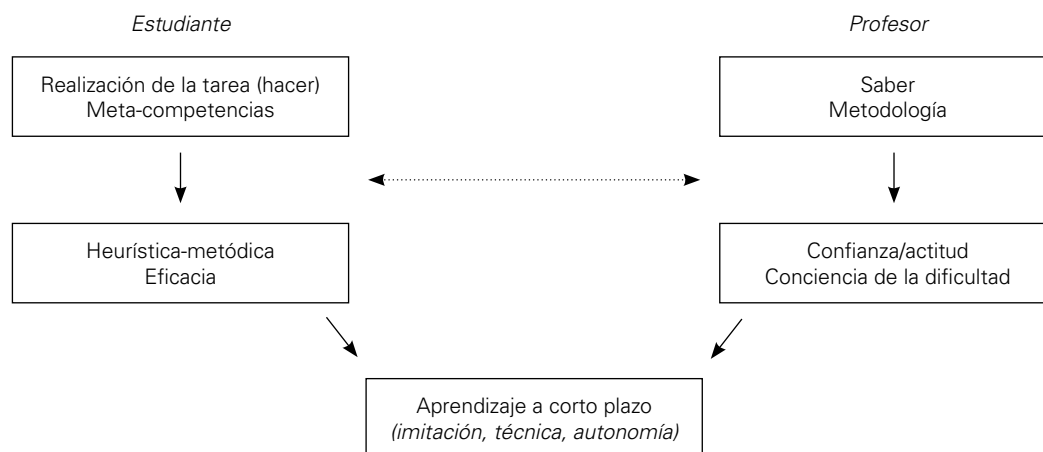 Estudiante
Profesor
Realización de la tarea (hacer)
Meta-competencias
Saber
Metodología
Heurística-metódica
Eficacia
Confianza/actitud
Conciencia de la dificultad
Aprendizaje a corto plazo
(imitación, técnica, autonomía)